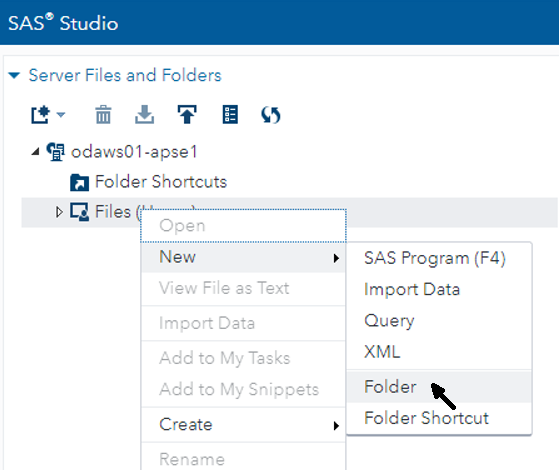 SAS® Studio
Server Files and Folders
odaws01-apse1
Folder Shortcuts
Files (
Open
New
SAS Program (F4)
View File as Text
Import Data
Import Data
Query
Add to My Tasks
XML
Add to My Snippets
Folder
Create
Folder Shortcut
Rename